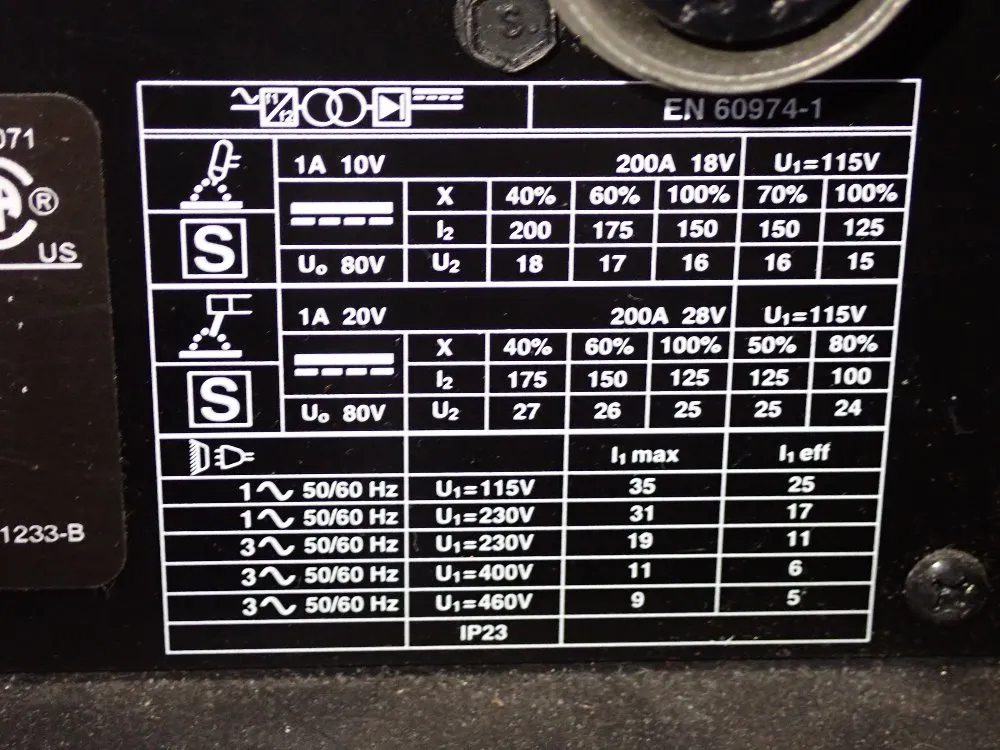 S
071
®
US
1233-B
f1
f2
EN 60974-1
1A 10V 200A 18V U1=115V
X 40% 60% 100% 70% 100%
I2 200 175 150 150 125
S
Uo 80V U2 18 17 16 16 15
1A 20V 200A 28V U1=115V
X 40% 60% 100% 50% 80%
I2 175 150 125 125 100
S
Uo 80V U2 27 26 25 25 24
I1 max I1 eff
1 50/60 Hz U1=115V 35 25
1 50/60 Hz U1=230V 31 17
3 50/60 Hz U1=230V 19 11
3 50/60 Hz U1=400V 11 6
3 50/60 Hz U1=460V 9 5
IP23